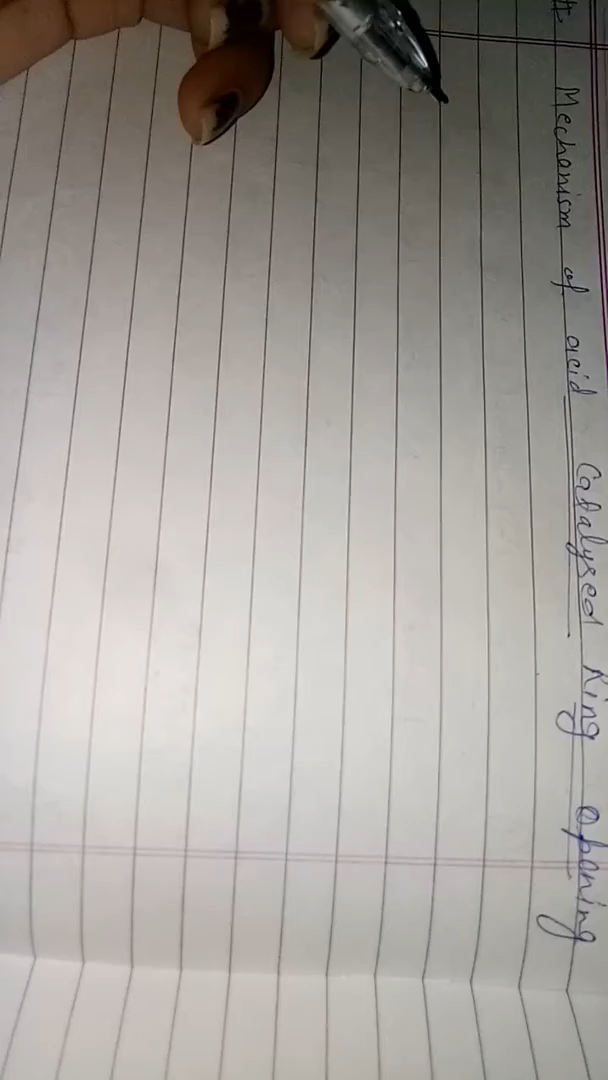 # Mechanism of acid Catalysed Ring opening